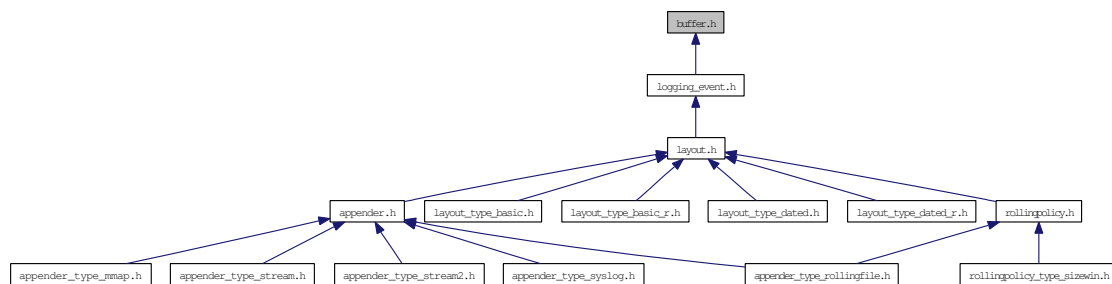 buffer.h
logging_event.h
layout.h
appender.h
layout_type_basic.h
layout_type_basic_r.h
layout_type_dated.h
layout_type_dated_r.h
rollingpolicy.h
appender_type_mmap.h
appender_type_stream.h
appender_type_stream2.h
appender_type_syslog.h
appender_type_rollingfile.h
rollingpolicy_type_sizewin.h